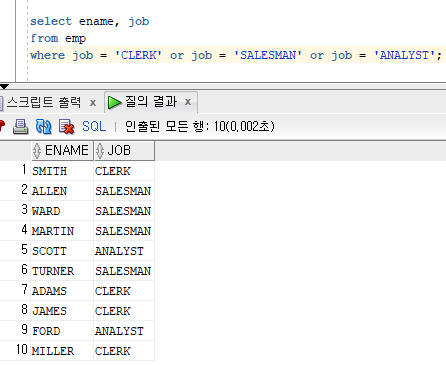 select ename, job
from emp
where job = 'CLERK' or job = 'SALESMAN' or job = 'ANALYST';
스크립트 출력 x 질의 결과 x
SQL | 인출된 모든 행: 10(0,002초)
ENAME JOB
1 SMITH CLERK
2 ALLEN SALESMAN
3 WARD SALESMAN
4 MARTIN SALESMAN
5 SCOTT ANALYST
6 TURNER SALESMAN
7 ADAMS CLERK
8 JAMES CLERK
9 FORD ANALYST
10 MILLER CLERK